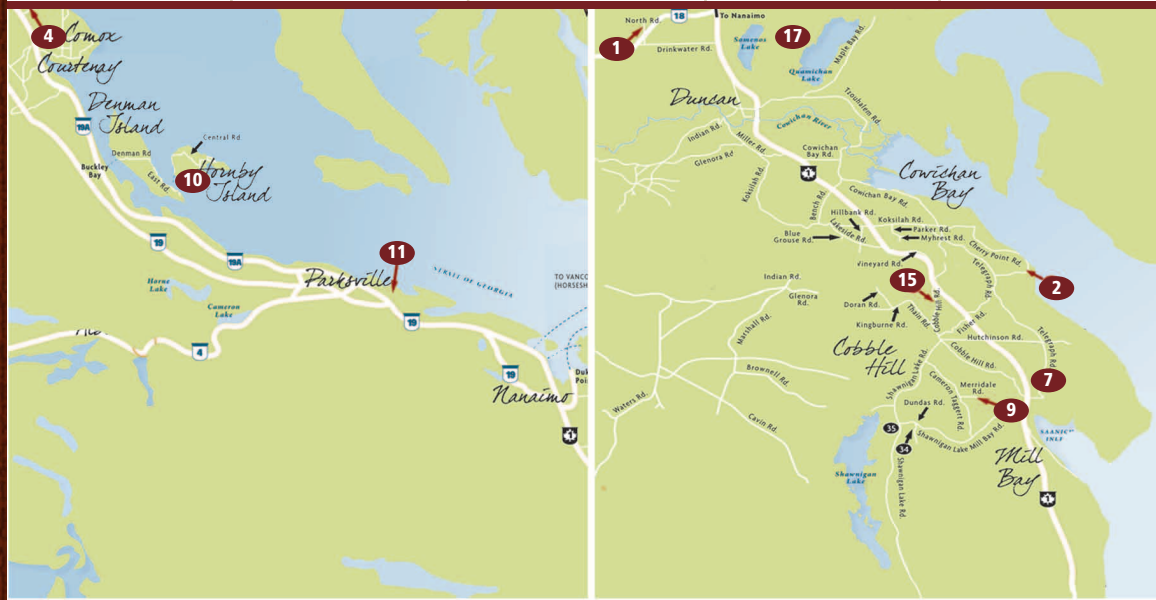 4
Comox
Courtenay
Denman
Island
19A
Central Rd.
Denman Rd
Buckley
Bay
East Rd.
10
Hornby
Island
19
19A
11
Parksville
STRAIT OF GEORGIA
TO VANCO
(HORSESH
Horne
Lake
Cameron
Lake
19
4
19
Nanaimo
Duk
Poi
1
North Rd.
18
To Nanaimo
1
Drinkwater Rd.
Somenos
Lake
17
Quamichan
Lake
Maple Bay Rd.
Duncan
Tzouhalem Rd.
Cowichan River
Indian Rd.
Miller Rd.
Glenora Rd
Cowichan
Bay Rd.
1
Cowichan
Bay
Koksilah Rd.
Bench Rd.
Cowichan Bay Rd.
Hillbank Rd.
Lakeside Rd.
Koksilah Rd.
Parker Rd.
Myhrest Rd.
Blue
Grouse Rd.
Cherry Point Rd.
Vineyard Rd.
Telegraph Rd.
2
15
Indian Rd.
Glenora
Rd.
Doran Rd.
Kingburne Rd.
Thain Rd.
Cobble Hill Rd.
Fisher Rd.
Marshall Rd.
Hutchinson Rd.
Telegraph Rd
Cobble
Hill
Cobble Hill Rd.
Shawnigan Lake Rd.
Cameron Taggert Rd.
Merridale
Rd.
7
9
Brownell Rd.
Waters Rd.
Cavin Rd.
Dundas Rd.
35
34
Shawnigan Lake Mill Bay Rd.
SAANICH
INLE
Mill
Bay
Shawnigan
Lake
Shawnigan Lake Rd.
1